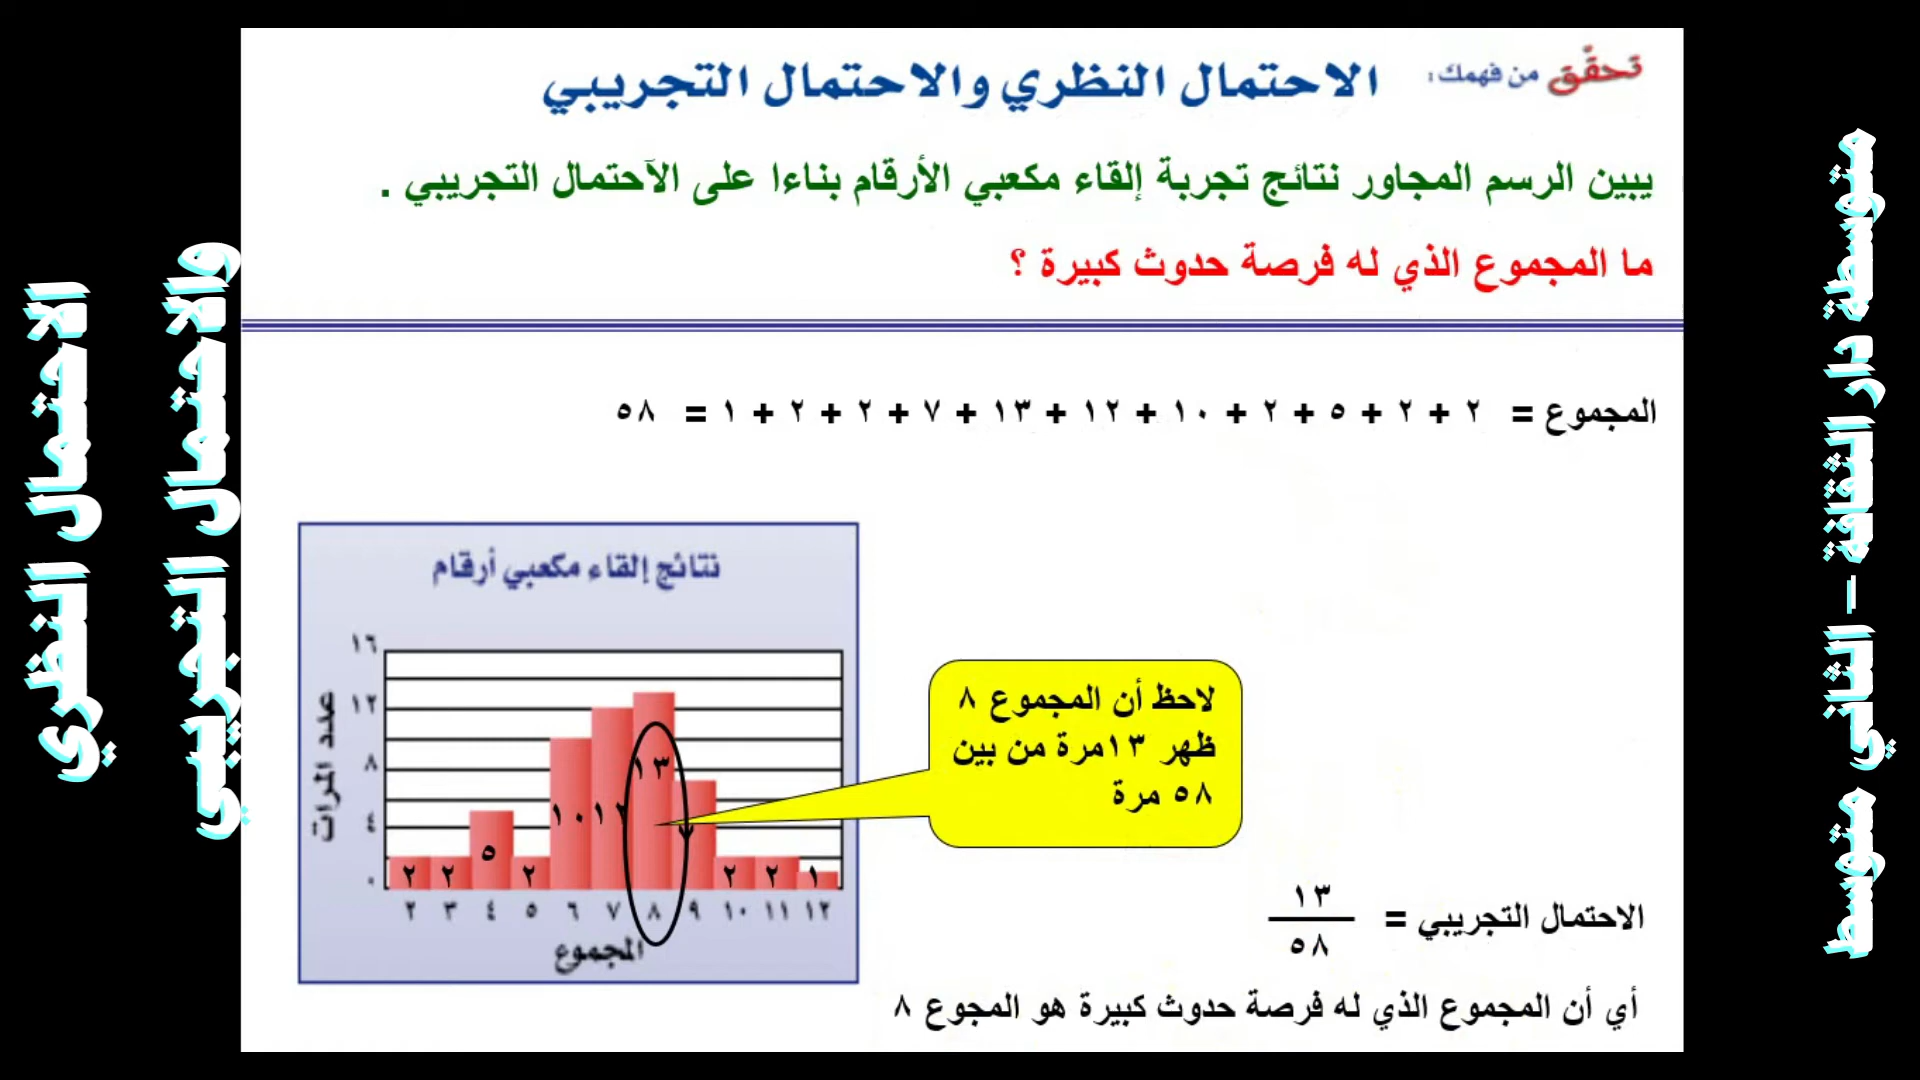 تحقّق من فهمك:
الاحتمال النظري والاحتمال التجريبي
يبين الرسم المجاور نتائج تجربة إلقاء مكعبي الأرقام بناءا على الآحتمال التجريبي .
ما المجموع الذي له فرصة حدوث كبيرة ؟
المجموع = ٢ + ٢ + ٥ + ٢ + ١٠ + ١٢ + ١٣ + ٧ + ٢ + ٢ + ١ = ٥٨
نتائج إلقاء مكعبي أرقام
عدد المرات
١٦
١٢
٨
٤
٠
٢ ٢ ٥ ٢ ١٠ ١٢ ١٣ ٧ ٢ ٢ ١
٢ ٣ ٤ ٥ ٦ ٧ ٨ ٩ ١٠ ١١ ١٢
المجموع
لاحظ أن المجموع ٨
ظهر ١٣مرة من بين
٥٨ مرة
الاحتمال التجريبي = ١٣
٥٨
أي أن المجموع الذي له فرصة حدوث كبيرة هو المجوع ٨
متوسطة دار الثقافة – الثاني متوسط
الاحتمال النظري
والاحتمال التجريبي